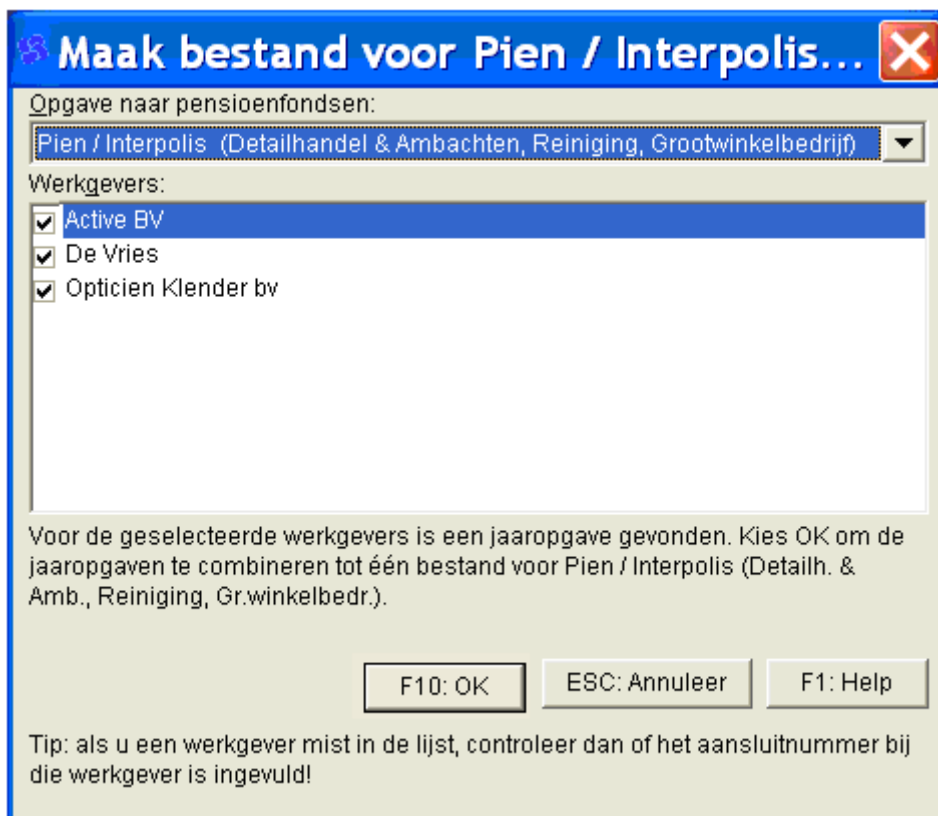 Maak bestand voor Pien / Interpolis...
Opgave naar pensioenfondsen:
Pien / Interpolis (Detailhandel & Ambachten, Reiniging, Grootwinkelbedrijf)
Werkgevers:
Active BV
De Vries
Opticien Klender bv
Voor de geselecteerde werkgevers is een jaaropgave gevonden. Kies OK om de
jaaropgaven te combineren tot één bestand voor Pien / Interpolis (Detailh. &
Amb., Reiniging, Gr.winkelbedr.).
F10: OK
ESC: Annuleer
F1: Help
Tip: als u een werkgever mist in de lijst, controleer dan of het aansluitnummer bij
die werkgever is ingevuld!